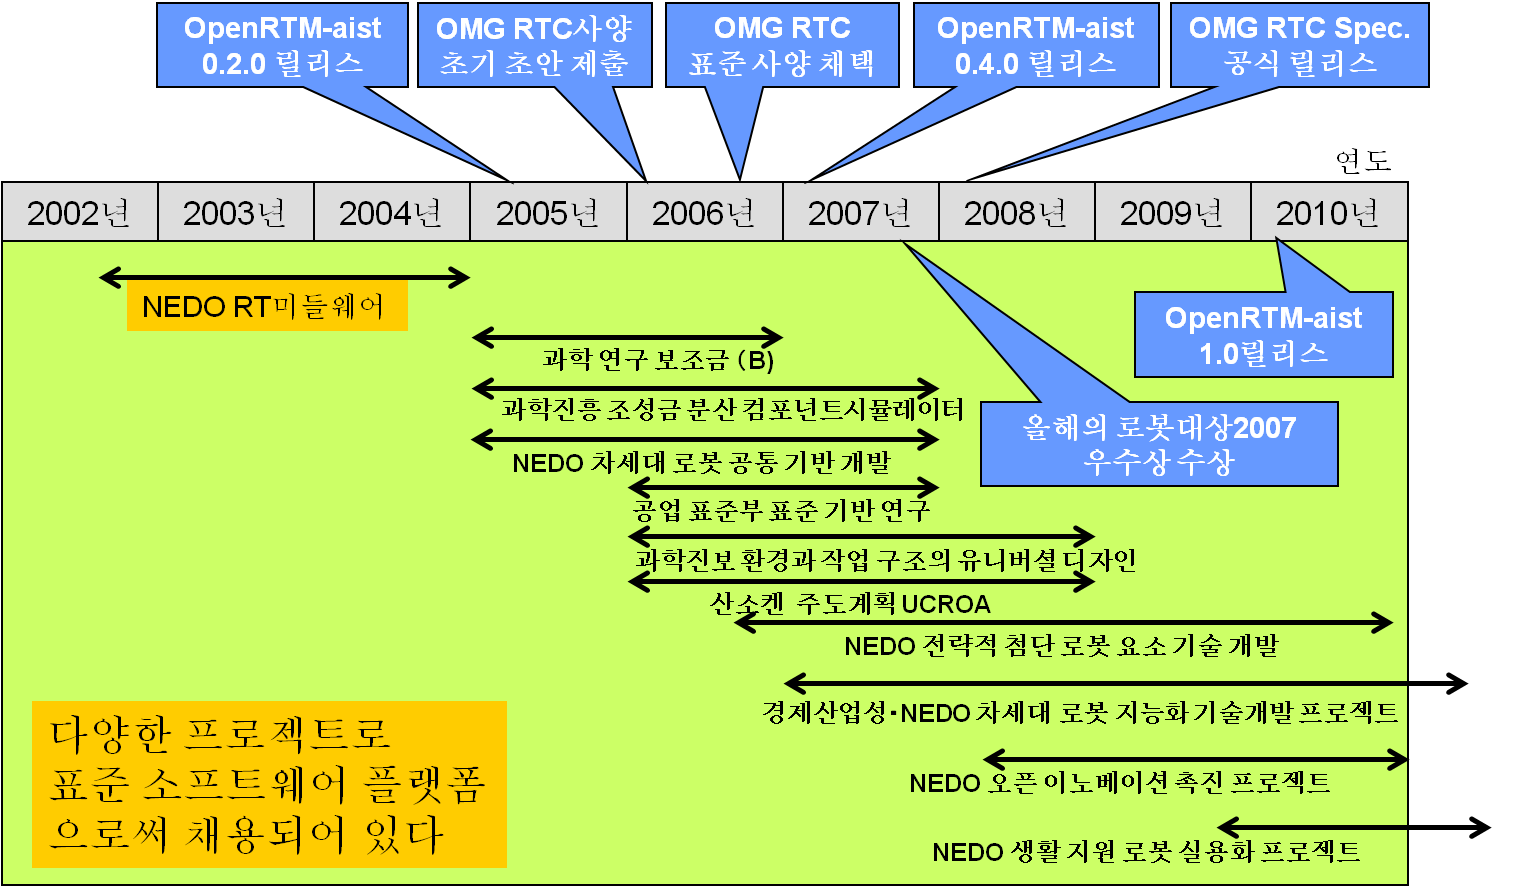 OpenRTM-aist
0.2.0 릴리스
OMG RTC사양
초기 초안 제출
OMG RTC
표준 사양 채택
OpenRTM-aist
0.4.0 릴리스
OMG RTC Spec.
공식 릴리스
연도
2002년
2003년
2004년
2005년
2006년
2007년
2008년
2009년
2010년
NEDO RT미들웨어
OpenRTM-aist
1.0릴리스
과학 연구 보조금 (B)
과학진흥 조성금 분산 컴포넌트시뮬레이터
올해의 로봇대상2007
우수상 수상
NEDO 차세대 로봇 공통 기반 개발
공업 표준부 표준 기반 연구
과학진보 환경과 작업 구조의 유니버셜 디자인
산소켄 주도계획 UCROA
NEDO 전략적 첨단 로봇 요소 기술 개발
경제산업성・NEDO 차세대 로봇 지능화 기술개발 프로젝트
다양한 프로젝트로
표준 소프트웨어 플랫폼
으로써 채용되어 있다
NEDO 오픈 이노베이션 촉진 프로젝트
NEDO 생활 지원 로봇 실용화 프로젝트